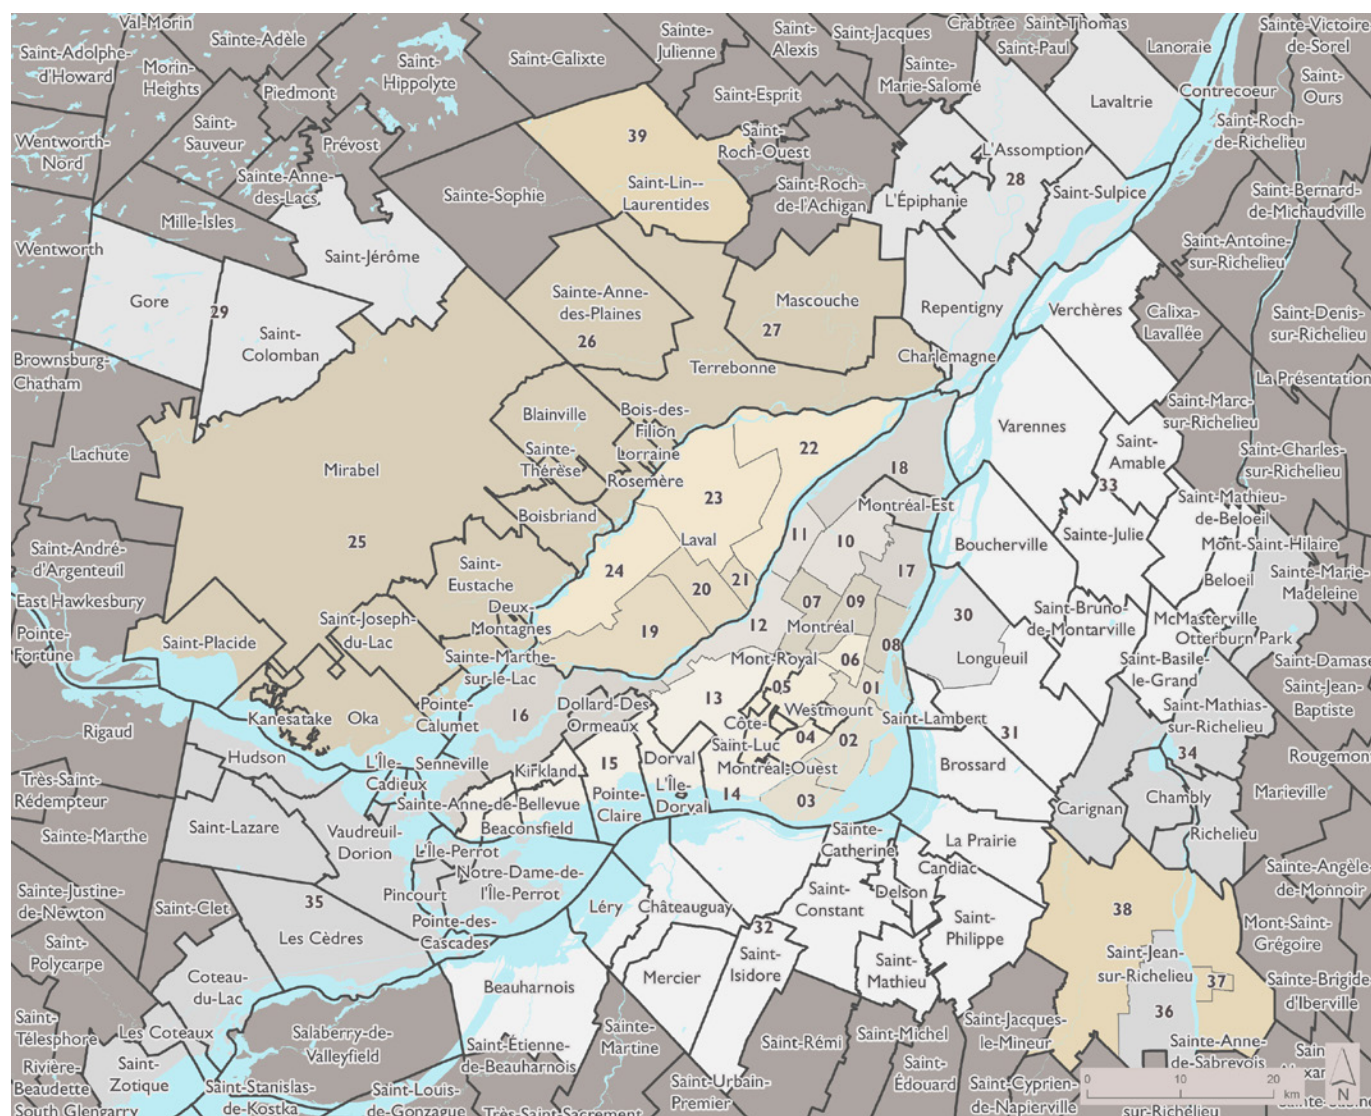 Val-Morin
Sainte-Adèle
Saint-Adolphe-
d'Howard
Morin-
Heights
Piedmont
Saint-
Hippolyte
Saint-Calixte
Sainte-
Julienne
Saint-
Alexis
Saint-Jacques
Crabtree
Saint-Thomas
Saint-Paul
Lanoraie
Sainte-Victoire
de-Sorel
Sainte-
Marie-Salomé
Saint-Esprit
Lavaltrie
Contrecoeur
Saint-
Ours
Saint-Roch-
de-Richelieu
Wentworth-
Nord
Saint-
Sauveur
Prévost
39
Saint-
Roch-Ouest
L'Assomption
28
Sainte-Anne-
des-Lacs
Sainte-Sophie
Saint-Lin--
Laurentides
Saint-Roch-
de-l'Achigan
L'Épiphanie
Saint-Sulpice
Saint-Bernard-
de-Michaudville
Mille-Isles
Wentworth
Saint-Jérôme
Saint-Antoine-
sur-Richelieu
Gore
29
Saint-
Colomban
Sainte-Anne-
des-Plaines
26
Mascouche
27
Repentigny
Verchères
Calixa-
Lavallée
Saint-Denis-
sur-Richelieu
Brownsburg-
Chatham
Terrebonne
Charlemagne
La Présentation
Blainville
Bois-des-
Filion
Lorraine
Saint-Marc-
sur-Richelieu
Lachute
Mirabel
Sainte-
Thérèse
Rosemère
22
Varennes
Saint-
Amable
33
Saint-Charles-
sur-Richelieu
18
23
Montréal-Est
Saint-Mathieu-
de-Beloeil
Boisbriand
25
Laval
11
10
Boucherville
Sainte-Julie
Mont-Saint-Hilaire
Saint-André-
d'Argenteuil
Saint-
Eustache
24
20
21
17
Beloeil
Sainte-Marie-
Madeleine
East Hawkesbury
Deux-
Montagnes
07
09
30
Saint-Bruno-
de-Montarville
McMasterville
Otterburn Park
Pointe-
Fortune
Saint-Placide
Saint-Joseph-
du-Lac
19
12
Montréal
08
Longueuil
Sainte-Marthe-
sur-le-Lac
Mont-Royal
06
Saint-Basile-
le-Grand
Saint-Damase
Rigaud
Kanesatake
Oka
Pointe-
Calumet
16
Dollard-Des
Ormeaux
13
05
01
Westmount
Saint-Lambert
Saint-Jean-
Baptiste
Saint-Mathias-
sur-Richelieu
Hudson
L'Île-
Cadieux
Senneville
Kirkland
15
Dorval
Côte-
Saint-Luc
04
02
31
34
Rougemont
Très-Saint-
Rédempteur
Montréal-Ouest
Brossard
Sainte-Anne-de-Bellevue
Pointe-
Claire
L'Île-
Dorval
14
03
Carignan
Chambly
Marieville
Sainte-Marthe
Saint-Lazare
Vaudreuil-
Dorion
Beaconsfield
Richelieu
L'Île-Perrot
Sainte-
Catherine
La Prairie
Notre-Dame-de-
l'Île-Perrot
Candiac
Sainte-Angèle-
de-Monnoir
Sainte-Justine-
de-Newton
Saint-Clet
35
Pincourt
Léry
Châteauguay
Saint-
Constant
Delson
38
Pointe-des-
Cascades
Les Cèdres
32
Saint-
Philippe
Mont-Saint-
Grégoire
Saint-
Polycarpe
Saint-Jean-
sur-Richelieu
Coteau-
du-Lac
Beauharnois
Mercier
Saint-
Isidore
Saint-
Mathieu
37
Sainte-Brigide-
d'Iberville
36
Saint-
Télesphore
Les Coteaux
Salaberry-de-
Valleyfield
Sainte-
Martine
Saint-Rémi
Saint-Michel
Saint-Jacques-
le-Mineur
Sainte-Anne-
de-Sabrevois
Rivière-
Beaudette
Saint-
Zotique
Saint-Étienne-
de-Beauharnois
Saint-
Édouard
South Glengarry
Saint-Stanislas-
de-Kostka
Saint-Louis-
de-Gonzague
Très-Saint-Sacrement
Saint-Urbain-
Premier
Saint-Cyprien-
de-Napierville
sur-Richelieu
0 10 20
km
N